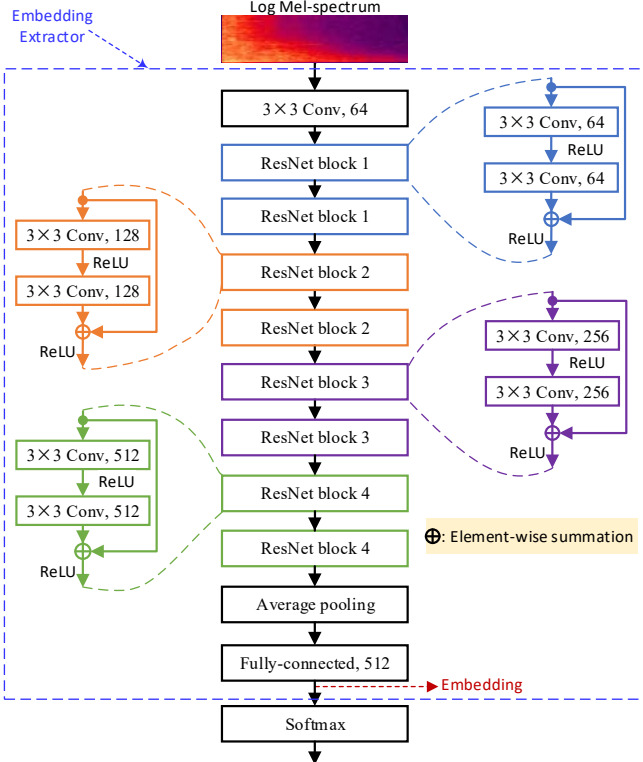 Embedding
Extractor
Log Mel-spectrum
3×3 Conv, 64
ResNet block 1
ResNet block 1
ResNet block 2
ResNet block 2
ResNet block 3
ResNet block 3
ResNet block 4
ResNet block 4
Average pooling
Fully-connected, 512
Embedding
Softmax
3×3 Conv, 64
ReLU
3×3 Conv, 64
ReLU
3×3 Conv, 128
ReLU
3×3 Conv, 128
ReLU
3×3 Conv, 256
ReLU
3×3 Conv, 256
ReLU
3×3 Conv, 512
ReLU
3×3 Conv, 512
ReLU
⊕: Element-wise summation